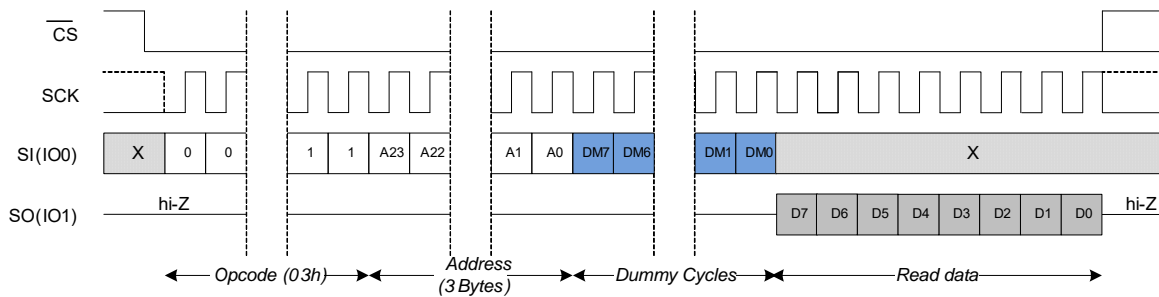 CS
SCK
SI(IO0) X 0 0 1 1 A23 A22 A1 A0 DM7 DM6 DM1 DM0 X
SO(IO1) hi-Z D7 D6 D5 D4 D3 D2 D1 D0 hi-Z
Opcode (03h) Address (3 Bytes) Dummy Cycles Read data